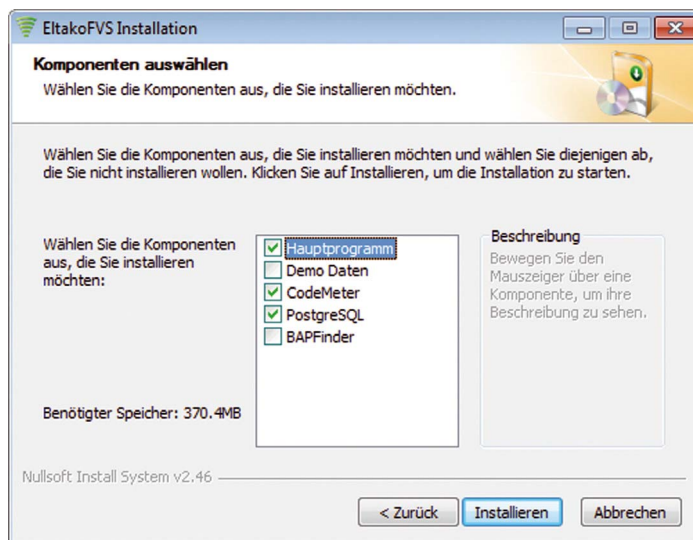 EltakoFVS Installation
Komponenten auswählen
Wählen Sie die Komponenten aus, die Sie installieren möchten.
Wählen Sie die Komponenten aus, die Sie installieren möchten und wählen Sie diejenigen ab,
die Sie nicht installieren wollen. Klicken Sie auf Installieren, um die Installation zu starten.
Wählen Sie die Komponenten
aus, die Sie installieren
möchten:
Hauptprogramm
Demo Daten
CodeMeter
PostgreSQL
BAPFinder
Beschreibung
Bewegen Sie den
Mauszeiger über eine
Komponente, um ihre
Beschreibung zu sehen.
Benötigter Speicher: 370.4MB
Nullsoft Install System v2.46
< Zurück
Installieren
Abbrechen